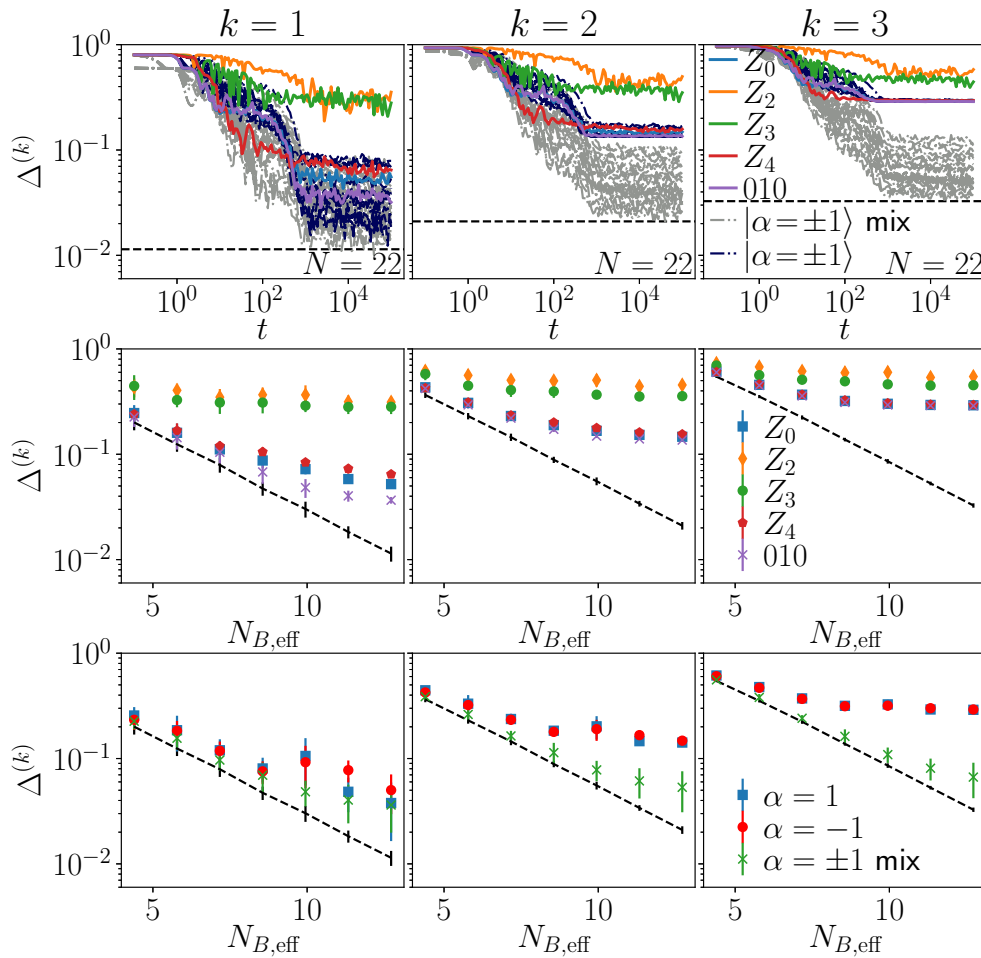 k = 1
k = 2
k = 3
Δ^(k)
10^0
10^-1
10^-2
Z_0
Z_2
Z_3
Z_4
010
|α = ±1⟩ mix
|α = ±1⟩
N = 22
N = 22
N = 22
10^0 10^2 10^4
10^0 10^2 10^4
10^0 10^2 10^4
t
t
t
Δ^(k)
10^0
10^-1
10^-2
Z_0
Z_2
Z_3
Z_4
010
5 10
5 10
5 10
N_B,eff
N_B,eff
N_B,eff
Δ^(k)
10^0
10^-1
10^-2
α = 1
α = −1
α = ±1 mix
5 10
5 10
5 10
N_B,eff
N_B,eff
N_B,eff